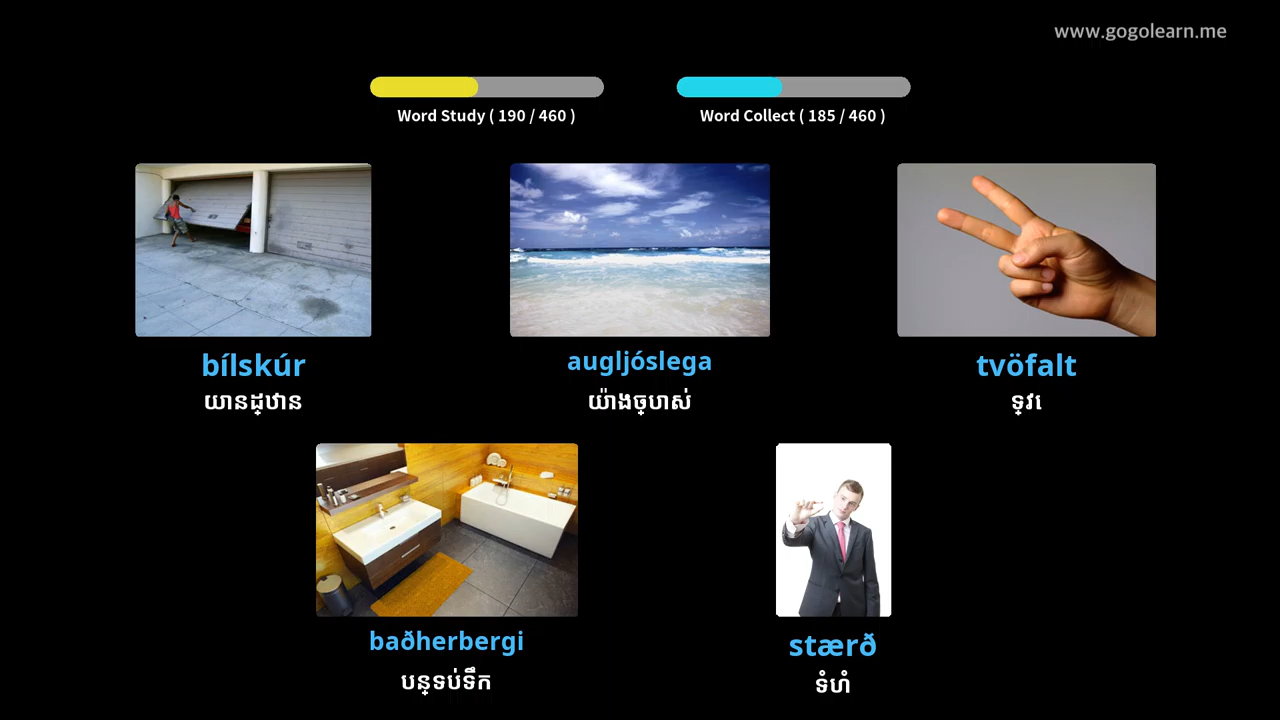 www.gogolearn.me
Word Study ( 190 / 460 )
Word Collect ( 185 / 460 )
bílskúr
augljóslega
tvöfalt
យានដ្ឋាន
យ៉ាងច្បាស់
ទ្វេ
baðherbergi
stærð
បន្ទប់ទឹក
ទំហំ